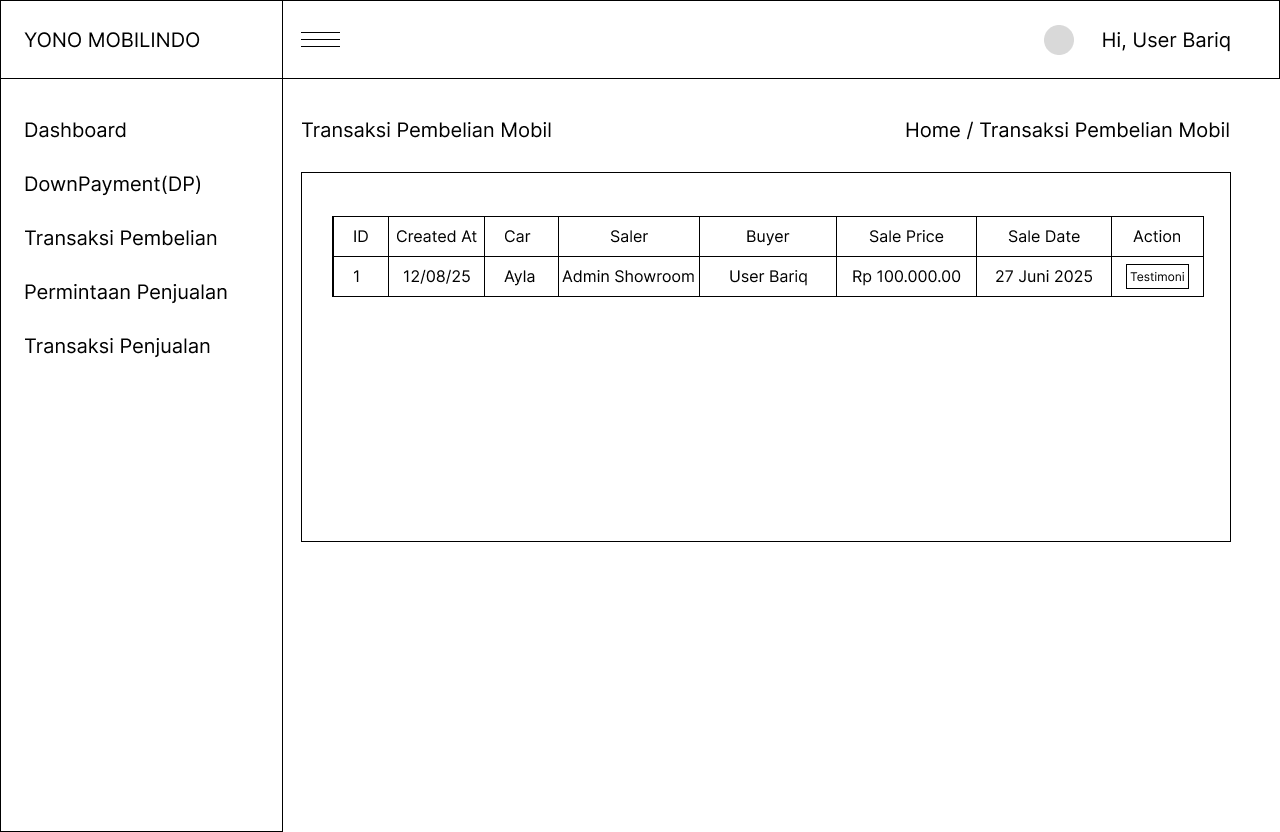 YONO MOBILINDO
Hi, User Bariq
Dashboard
DownPayment(DP)
Transaksi Pembelian
Permintaan Penjualan
Transaksi Penjualan
Transaksi Pembelian Mobil
Home / Transaksi Pembelian Mobil
ID Created At Car Saler Buyer Sale Price Sale Date Action
1 12/08/25 Ayla Admin Showroom User Bariq Rp 100.000.00 27 Juni 2025 Testimoni